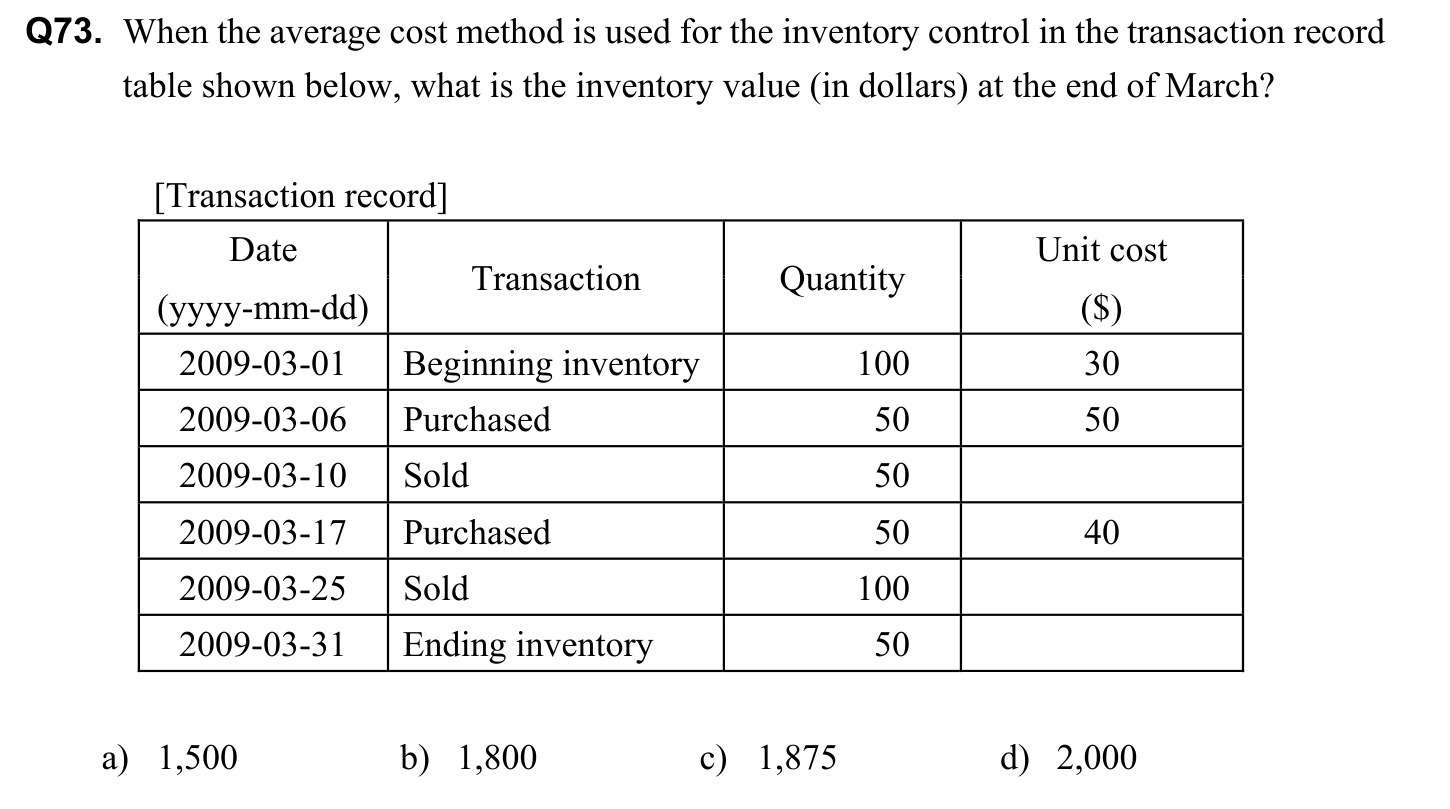 Q73. When the average cost method is used for the inventory control in the transaction record
table shown below, what is the inventory value (in dollars) at the end of March?
[Transaction record]
Date (yyyy-mm-dd) Transaction Quantity Unit cost ($)
2009-03-01 Beginning inventory 100 30
2009-03-06 Purchased 50 50
2009-03-10 Sold 50
2009-03-17 Purchased 50 40
2009-03-25 Sold 100
2009-03-31 Ending inventory 50
a) 1,500 b) 1,800 c) 1,875 d) 2,000